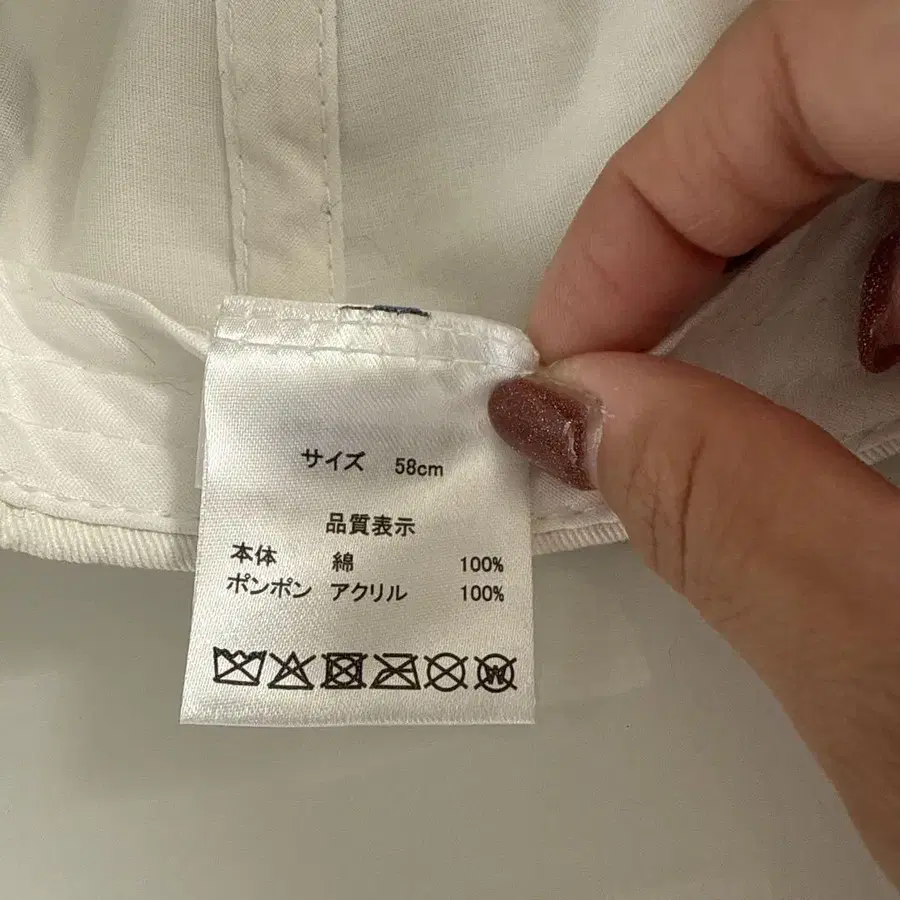 サイズ 58cm
品質表示
本体 綿 100%
ポンポン アクリル 100%
W